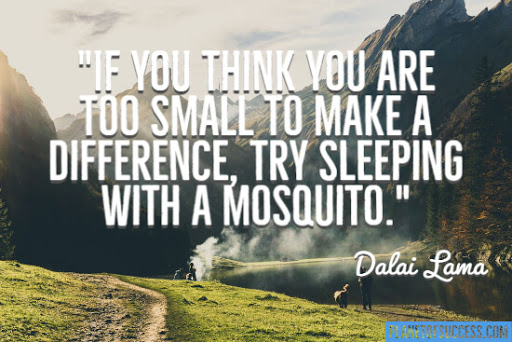 "IF YOU THINK YOU ARE
TOO SMALL TO MAKE A
DIFFERENCE, TRY SLEEPING
WITH A MOSQUITO."
Dalai Lama
PLANETOFSUCCESS.COM